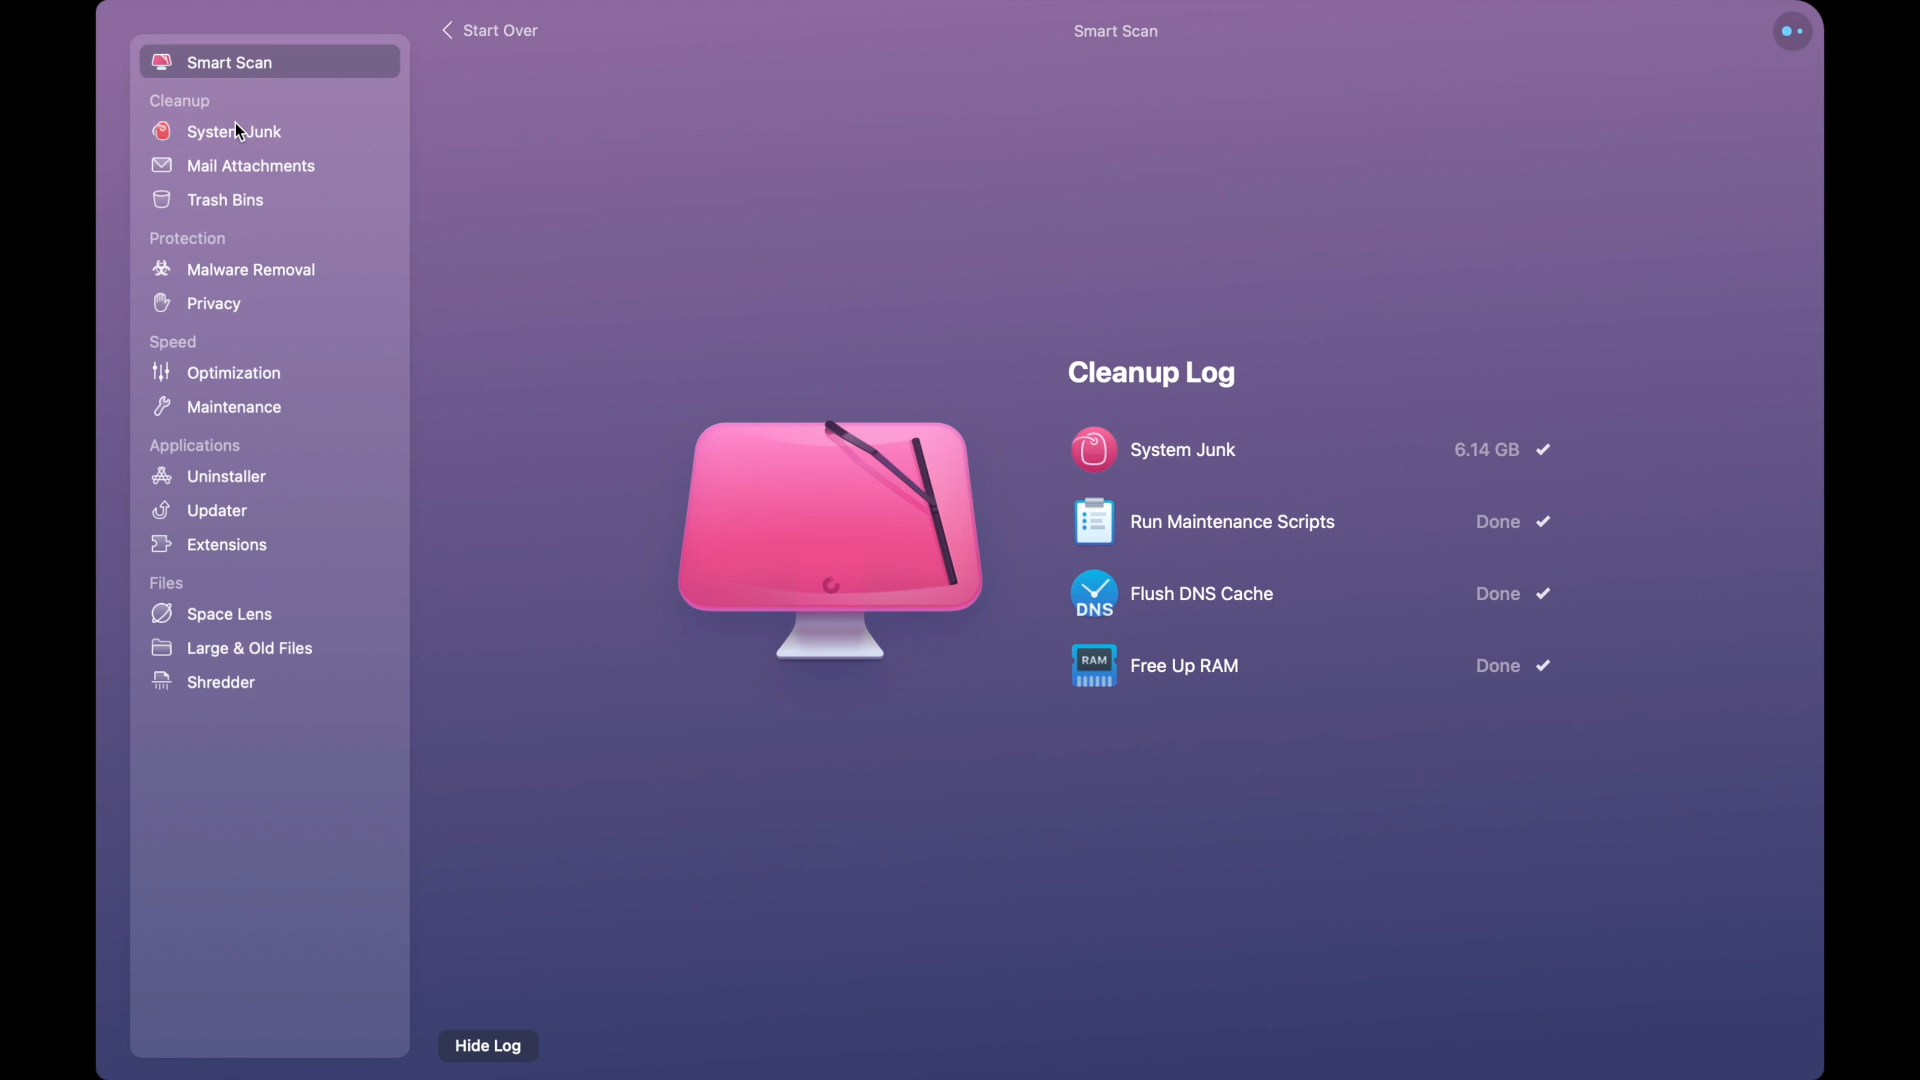 Start Over
Smart Scan
Smart Scan
Cleanup
System Junk
Mail Attachments
Trash Bins
Protection
Malware Removal
Privacy
Speed
Optimization
Maintenance
Applications
Uninstaller
Updater
Extensions
Files
Space Lens
Large & Old Files
Shredder
Cleanup Log
System Junk 6.14 GB
Run Maintenance Scripts Done
DNS Flush DNS Cache Done
RAM Free Up RAM Done
Hide Log